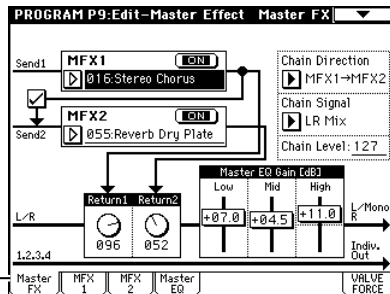 PROGRAM P9:Edit-Master Effect Master FX
Send1
MFX1 ON
016:Stereo Chorus
Chain Direction
MFX1→MFX2
Send2
MFX2 ON
055:Reverb Dry Plate
Chain Signal
LR Mix
Chain Level: 127
Master EQ Gain [dB]
Low Mid High
Return1 Return2
L/R
096 052
+07.0 +04.5 +11.0
L/Mono
R
1.2.3.4
Indiv.
Out
Master FX
MFX 1
MFX 2
Master EQ
VALVE FORCE